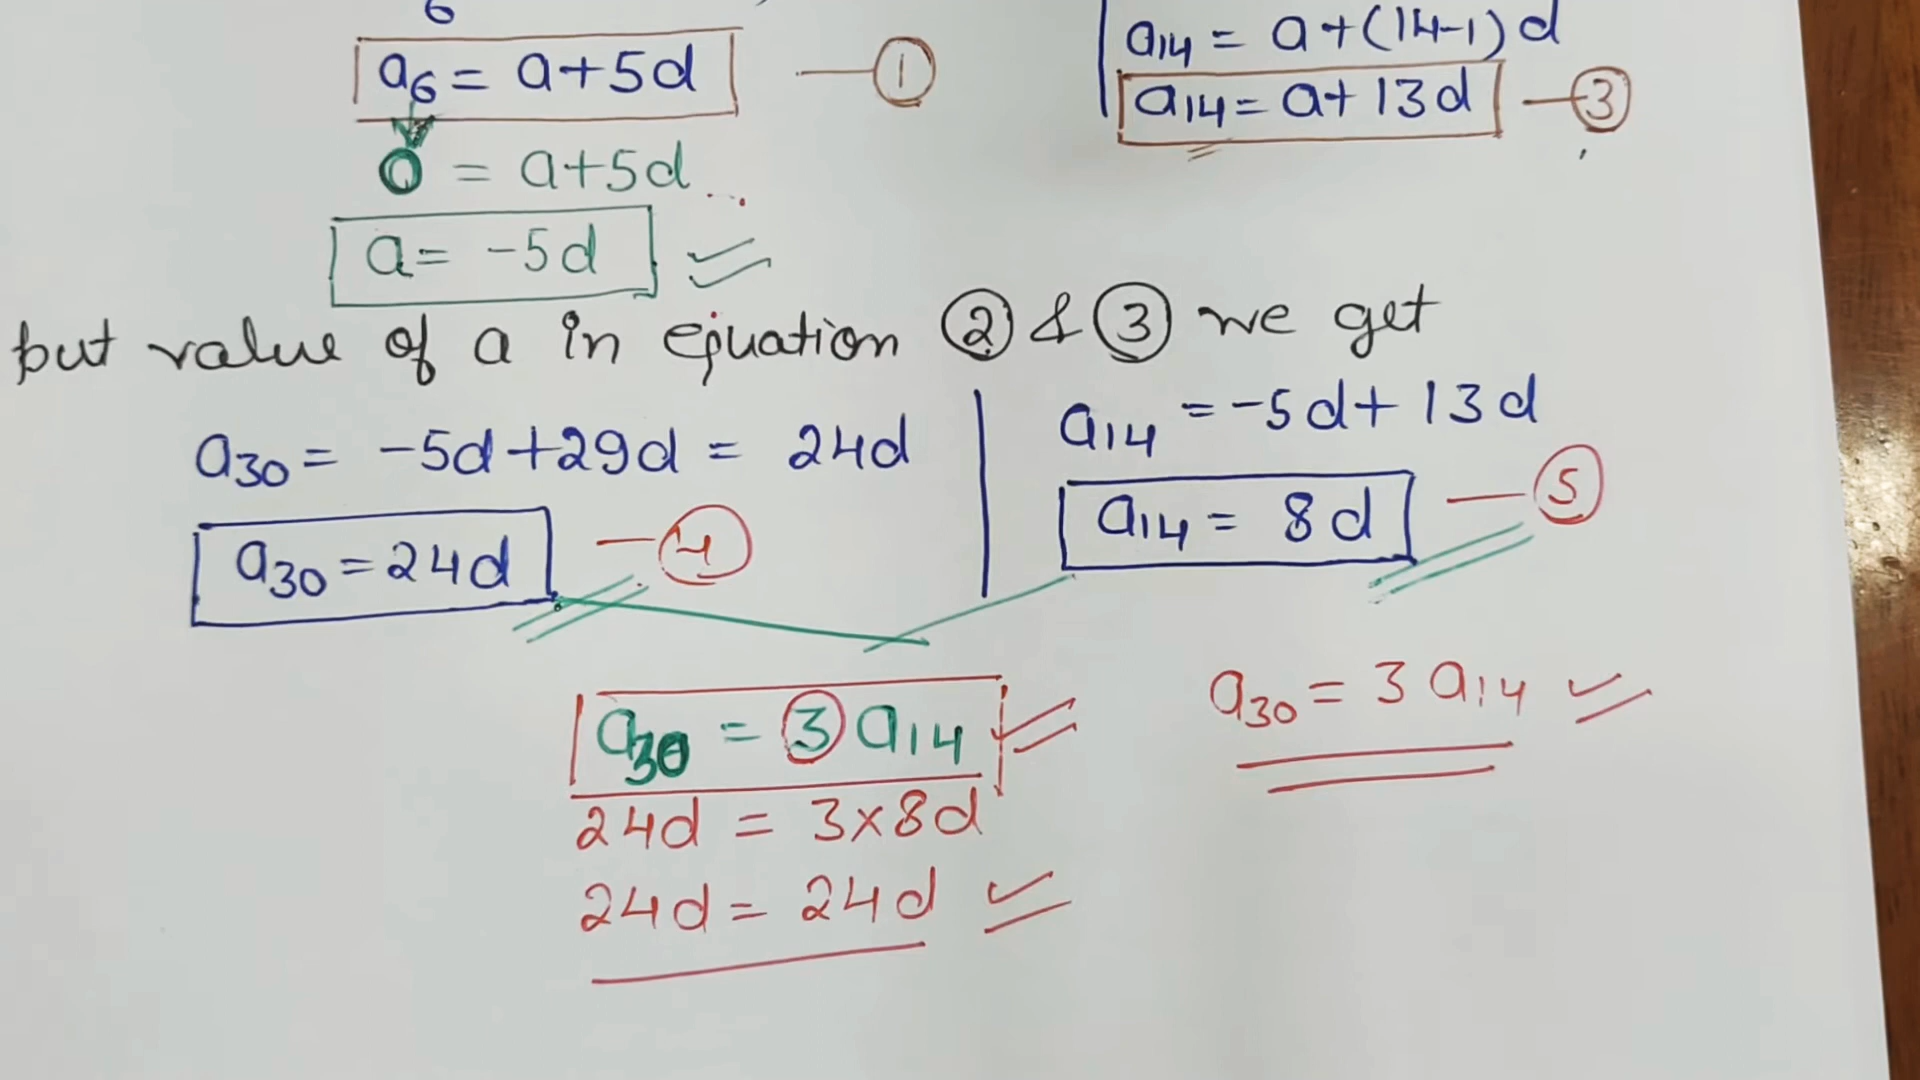 6
a₆ = a+5d —①
0 = a+5d
a = -5d
a₁₄ = a+(14-1)d
a₁₄ = a+13d —③
but value of a in equation ② & ③ we get
a₃₀ = -5d+29d = 24d
a₃₀ = 24d —④
a₁₄ = -5d+13d
a₁₄ = 8d —⑤
a₃₀ = ③ a₁₄
24d = 3×8d
24d = 24d
a₃₀ = 3 a₁₄